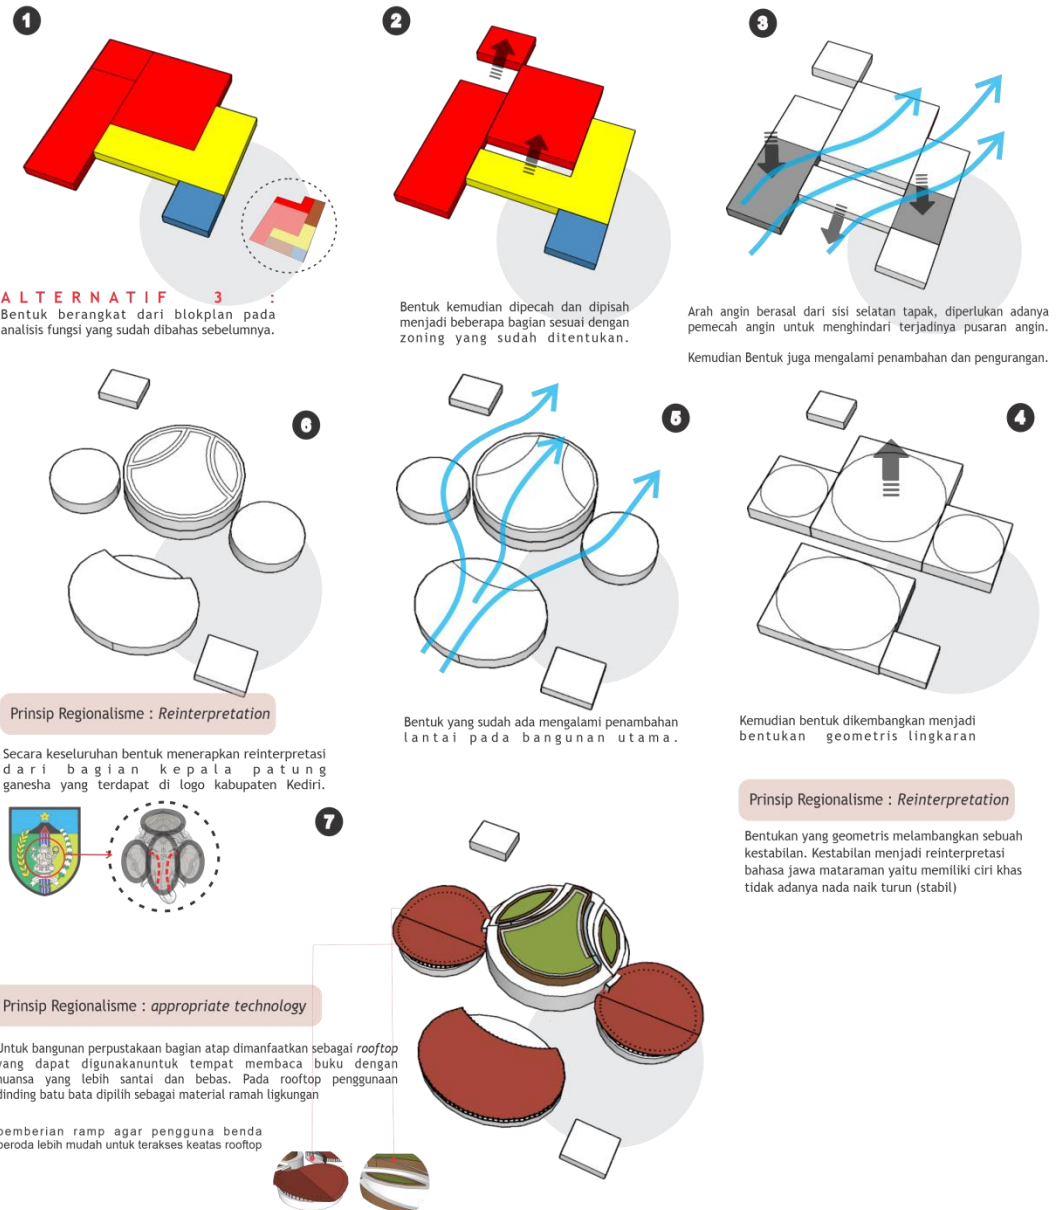 1
2
3
ALTERNATIF 3 :
Bentuk berangkat dari blokplan pada
analisis fungsi yang sudah dibahas sebelumnya.
Bentuk kemudian dipecah dan dipisah
menjadi beberapa bagian sesuai dengan
zoning yang sudah ditentukan.
Arah angin berasal dari sisi selatan tapak, diperlukan adanya
pemecah angin untuk menghindari terjadinya pusaran angin.
Kemudian Bentuk juga mengalami penambahan dan pengurangan.
6
5
4
Prinsip Regionalisme : Reinterpretation
Secara keseluruhan bentuk menerapkan reinterpretasi
dari bagian kepala patung
ganesha yang terdapat di logo kabupaten Kediri.
Bentuk yang sudah ada mengalami penambahan
lantai pada bangunan utama.
Kemudian bentuk dikembangkan menjadi
bentukan geometris lingkaran
Prinsip Regionalisme : Reinterpretation
Bentukan yang geometris melambangkan sebuah
kestabilan. Kestabilan menjadi reinterpretasi
bahasa jawa mataraman yaitu memiliki ciri khas
tidak adanya nada naik turun (stabil)
7
Prinsip Regionalisme : appropriate technology
Untuk bangunan perpustakaan bagian atap dimanfaatkan sebagai rooftop
yang dapat digunakanuntuk tempat membaca buku dengan
nuansa yang lebih santai dan bebas. Pada rooftop penggunaan
dinding batu bata dipilih sebagai material ramah ligkungan
pemberian ramp agar pengguna benda
beroda lebih mudah untuk terakses keatas rooftop